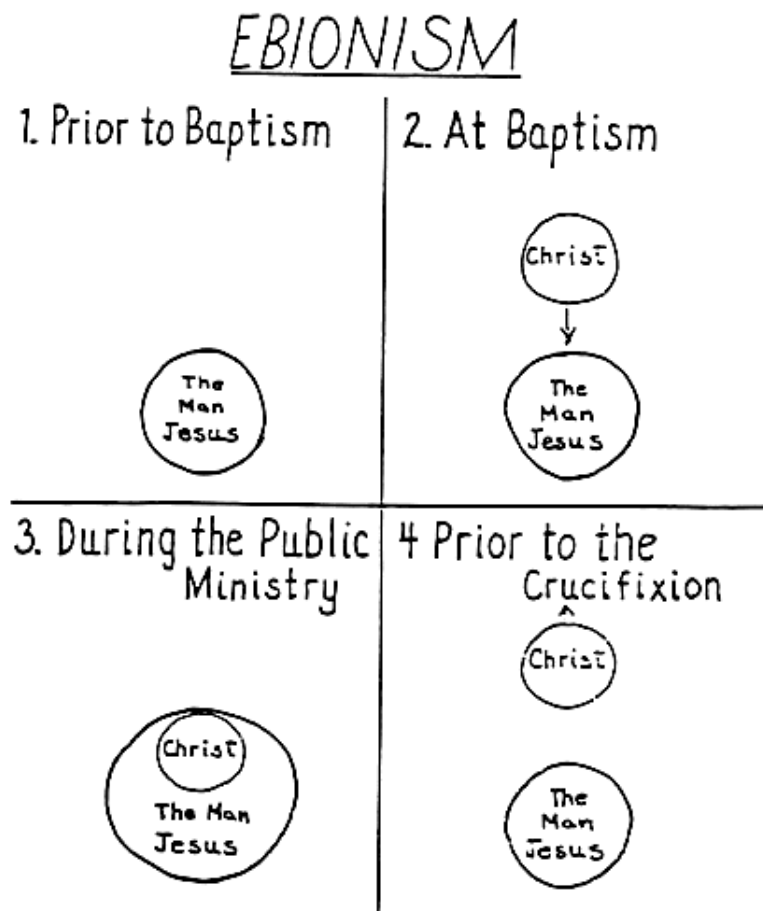 EBIONISM
1. Prior to Baptism
The
Man
Jesus
2. At Baptism
Christ
The
Man
Jesus
3. During the Public
Ministry
Christ
The Man
Jesus
4 Prior to the
Crucifixion
Christ
The
Man
Jesus